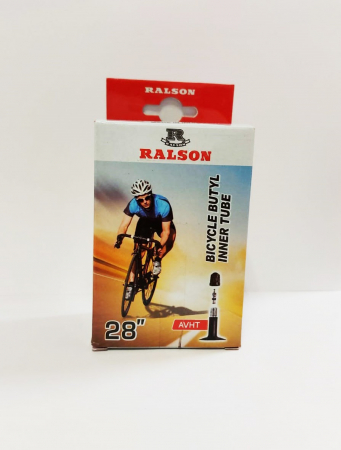 RALSON
R
RALSON
BICYCLE BUTYL
INNER TUBE
AVHT
28"